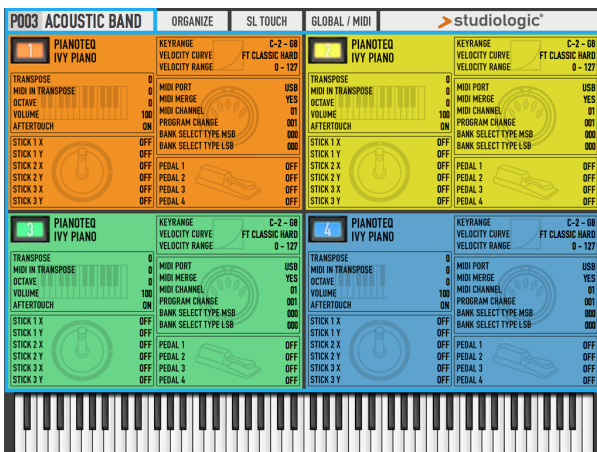 P003 ACOUSTIC BAND ORGANIZE SL TOUCH GLOBAL / MIDI studiologic®
1 PIANOTEQ
IVY PIANO
TRANSPOSE 0
MIDI IN TRANSPOSE 0
OCTAVE 0
VOLUME 100
AFTERTOUCH ON
STICK 1 X OFF
STICK 1 Y OFF
STICK 2 X OFF
STICK 2 Y OFF
STICK 3 X OFF
STICK 3 Y OFF
KEYRANGE C-2 - G8
VELOCITY CURVE FT CLASSIC HARD
VELOCITY RANGE 0 - 127
MIDI PORT USB
MIDI MERGE YES
MIDI CHANNEL 01
PROGRAM CHANGE 001
BANK SELECT TYPE MSB 000
BANK SELECT TYPE LSB 000
PEDAL 1 OFF
PEDAL 2 OFF
PEDAL 3 OFF
PEDAL 4 OFF
2 PIANOTEQ
IVY PIANO
TRANSPOSE 0
MIDI IN TRANSPOSE 0
OCTAVE 0
VOLUME 100
AFTERTOUCH ON
STICK 1 X OFF
STICK 1 Y OFF
STICK 2 X OFF
STICK 2 Y OFF
STICK 3 X OFF
STICK 3 Y OFF
KEYRANGE C-2 - G8
VELOCITY CURVE FT CLASSIC HARD
VELOCITY RANGE 0 - 127
MIDI PORT USB
MIDI MERGE YES
MIDI CHANNEL 01
PROGRAM CHANGE 001
BANK SELECT TYPE MSB 000
BANK SELECT TYPE LSB 000
PEDAL 1 OFF
PEDAL 2 OFF
PEDAL 3 OFF
PEDAL 4 OFF
3 PIANOTEQ
IVY PIANO
TRANSPOSE 0
MIDI IN TRANSPOSE 0
OCTAVE 0
VOLUME 100
AFTERTOUCH ON
STICK 1 X OFF
STICK 1 Y OFF
STICK 2 X OFF
STICK 2 Y OFF
STICK 3 X OFF
STICK 3 Y OFF
KEYRANGE C-2 - G8
VELOCITY CURVE FT CLASSIC HARD
VELOCITY RANGE 0 - 127
MIDI PORT USB
MIDI MERGE YES
MIDI CHANNEL 01
PROGRAM CHANGE 001
BANK SELECT TYPE MSB 000
BANK SELECT TYPE LSB 000
PEDAL 1 OFF
PEDAL 2 OFF
PEDAL 3 OFF
PEDAL 4 OFF
4 PIANOTEQ
IVY PIANO
TRANSPOSE 0
MIDI IN TRANSPOSE 0
OCTAVE 0
VOLUME 100
AFTERTOUCH ON
STICK 1 X OFF
STICK 1 Y OFF
STICK 2 X OFF
STICK 2 Y OFF
STICK 3 X OFF
STICK 3 Y OFF
KEYRANGE C-2 - G8
VELOCITY CURVE FT CLASSIC HARD
VELOCITY RANGE 0 - 127
MIDI PORT USB
MIDI MERGE YES
MIDI CHANNEL 01
PROGRAM CHANGE 001
BANK SELECT TYPE MSB 000
BANK SELECT TYPE LSB 000
PEDAL 1 OFF
PEDAL 2 OFF
PEDAL 3 OFF
PEDAL 4 OFF